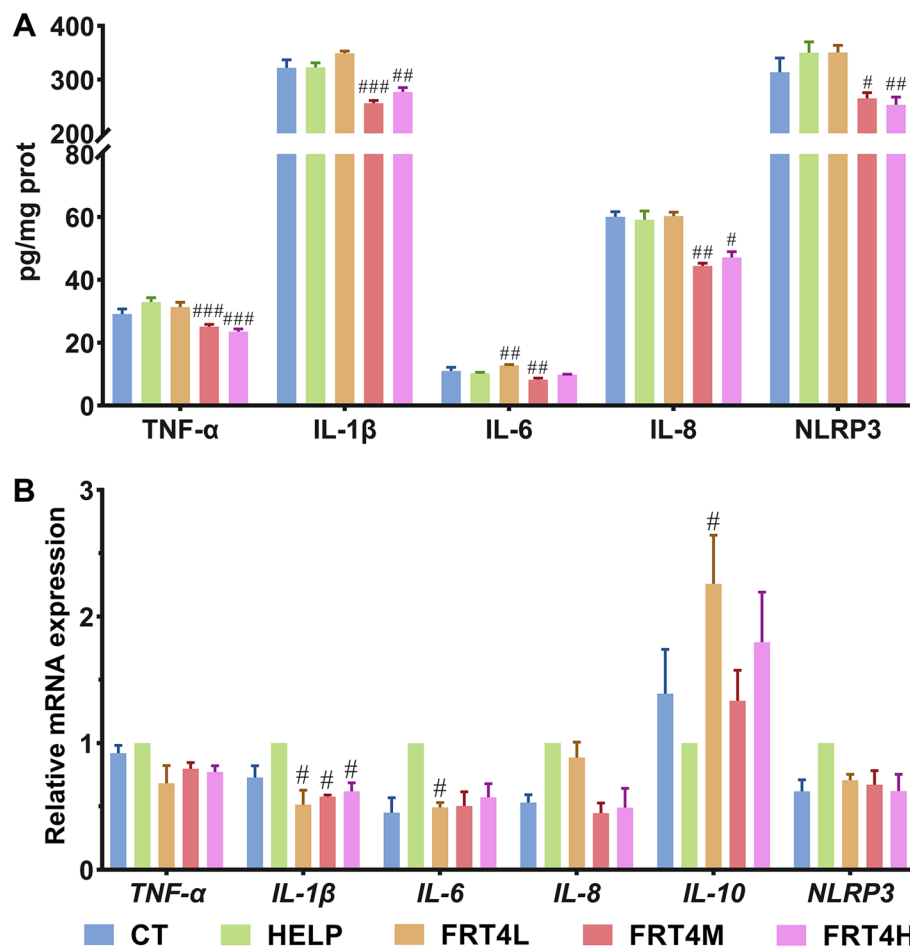 A
400
300
200
80
60
40
20
0
pg/mg prot
### ##
# ##
## #
### ###
## ##
TNF-α IL-1β IL-6 IL-8 NLRP3
B
3
2
1
0
Relative mRNA expression
#
# # #
#
TNF-α IL-1β IL-6 IL-8 IL-10 NLRP3
CT HELP FRT4L FRT4M FRT4H